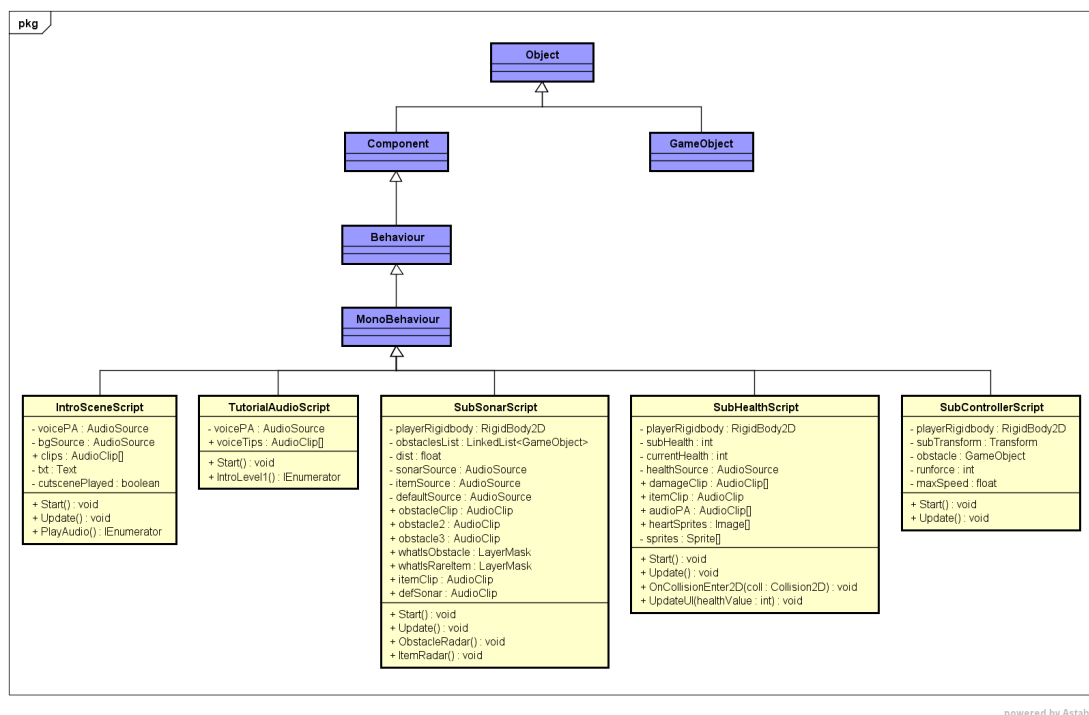 pkg
Object
Component
GameObject
Behaviour
MonoBehaviour
IntroSceneScript
- voicePA : AudioSource
- bgSource : AudioSource
+ clips : AudioClip[]
- txt : Text
- cutscenePlayed : boolean
+ Start() : void
+ Update() : void
+ PlayAudio() : IEnumerator
TutorialAudioScript
- voicePA : AudioSource
+ voiceTips : AudioClip[]
+ Start() : void
+ IntroLevel1() : IEnumerator
SubSonarScript
- playerRigidbody : RigidBody2D
- obstaclesList : LinkedList<GameObject>
- dist : float
- sonarSource : AudioSource
- itemSource : AudioSource
- defaultSource : AudioSource
+ obstacleClip : AudioClip
+ obstacle2 : AudioClip
+ obstacle3 : AudioClip
+ whatIsObstacle : LayerMask
+ whatIsRareItem : LayerMask
+ itemClip : AudioClip
+ defSonar : AudioClip
+ Start() : void
+ Update() : void
+ ObstacleRadar() : void
+ ItemRadar() : void
SubHealthScript
- playerRigidbody : RigidBody2D
- subHealth : int
- currentHealth : int
- healthSource : AudioSource
+ damageClip : AudioClip[]
+ itemClip : AudioClip
+ audioPA : AudioClip[]
+ heartSprites : Image[]
- sprites : Sprite[]
+ Start() : void
+ Update() : void
+ OnCollisionEnter2D(coll : Collision2D) : void
+ UpdateUI(healthValue : int) : void
SubControllerScript
- playerRigidbody : RigidBody2D
- subTransform : Transform
- obstacle : GameObject
- runforce : int
- maxSpeed : float
+ Start() : void
+ Update() : void
powered by Astah